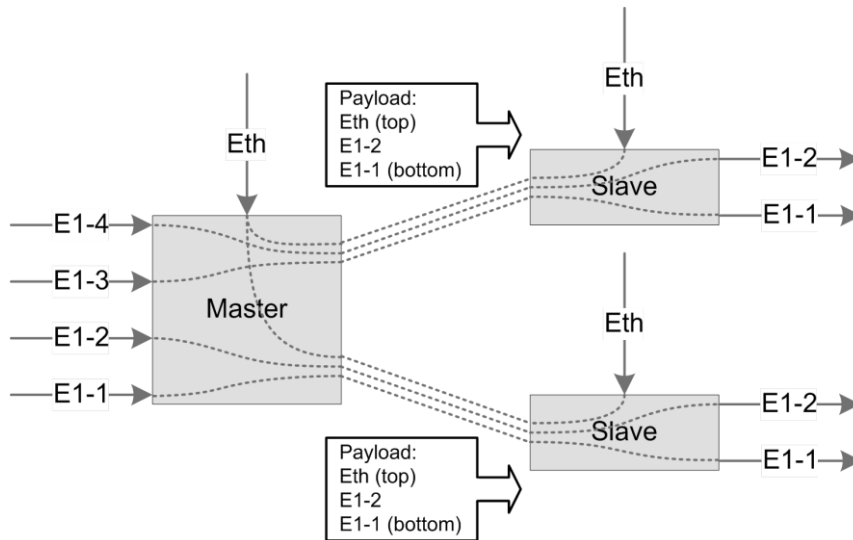 Eth
Payload:
Eth (top)
E1-2
E1-1 (bottom)
Eth
Slave
E1-2
E1-1
E1-4
E1-3
E1-2
E1-1
Master
Eth
Slave
E1-2
E1-1
Payload:
Eth (top)
E1-2
E1-1 (bottom)